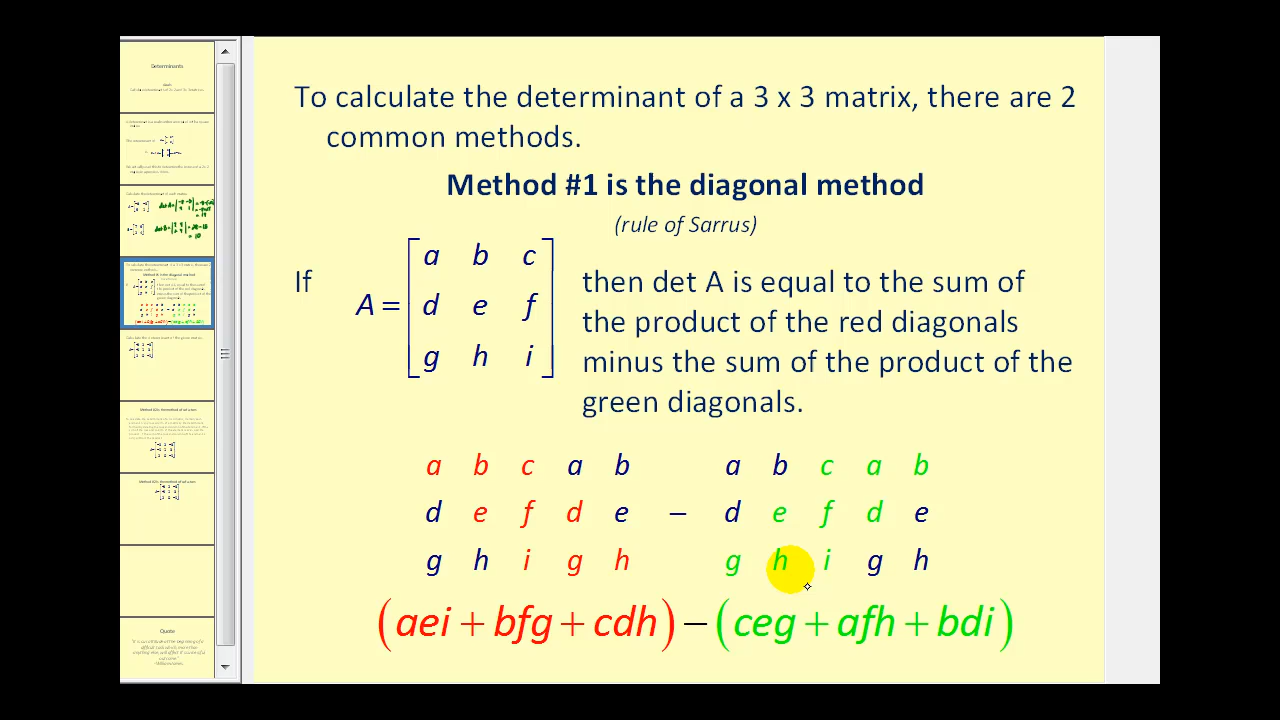 To calculate the determinant of a 3 x 3 matrix, there are 2
common methods.
Method #1 is the diagonal method
(rule of Sarrus)
If A = [ a b c
d e f
g h i ]
then det A is equal to the sum of
the product of the red diagonals
minus the sum of the product of the
green diagonals.
a b c a b a b c a b
d e f d e – d e f d e
g h i g h g h i g h
(aei + bfg + cdh) – (ceg + afh + bdi)
Determinants
Quote